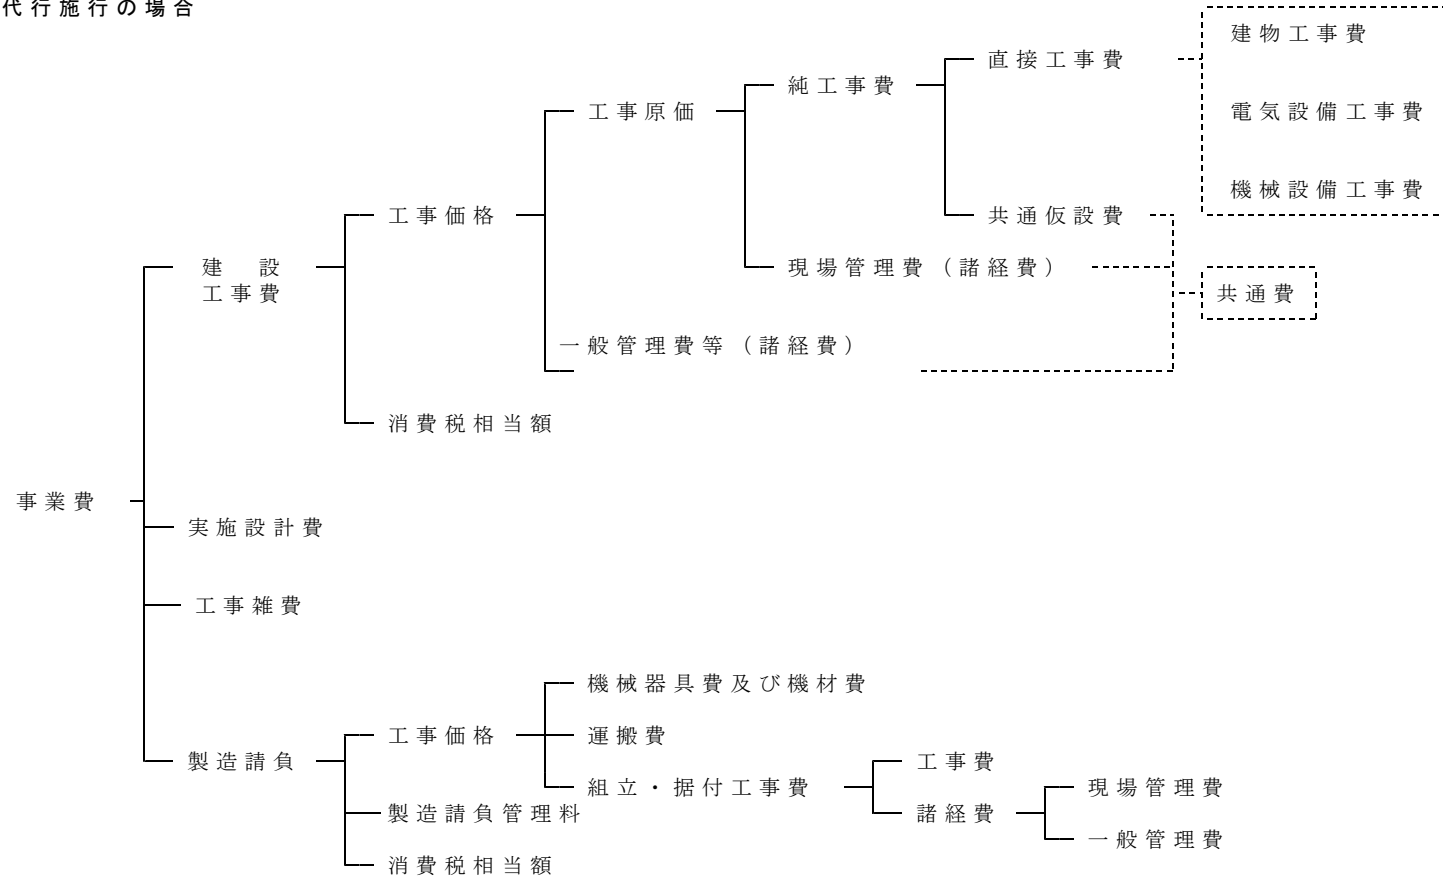 代行施行の場合
建物工事費
直接工事費
純工事費
工事原価
電気設備工事費
機械設備工事費
工事価格
共通仮設費
建　設
工事費
現場管理費（諸経費）
共通費
一般管理費等（諸経費）
消費税相当額
事業費
実施設計費
工事雑費
機械器具費及び機材費
工事価格
運搬費
製造請負
工事費
組立・据付工事費
現場管理費
製造請負管理料
諸経費
一般管理費
消費税相当額